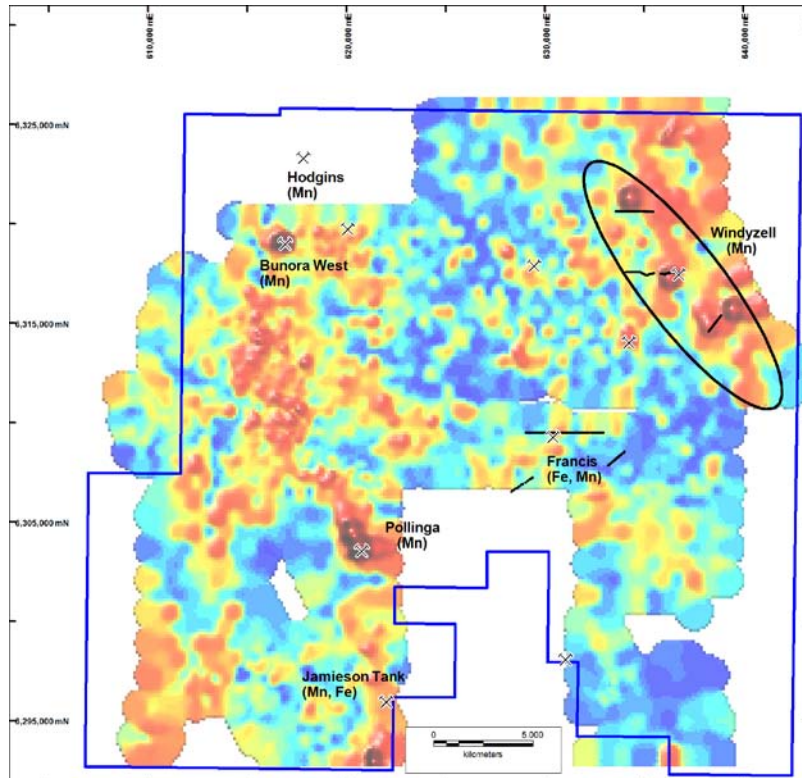 610,000 mE
620,000 mE
630,000 mE
640,000 mE
6,325,000 mN
Hodgins
(Mn)
Windyzell
(Mn)
Bunora West
(Mn)
6,315,000 mN
Francis
(Fe, Mn)
6,305,000 mN
Pollinga
(Mn)
Jamieson Tank
(Mn, Fe)
6,295,000 mN
0 5,000
kilometers